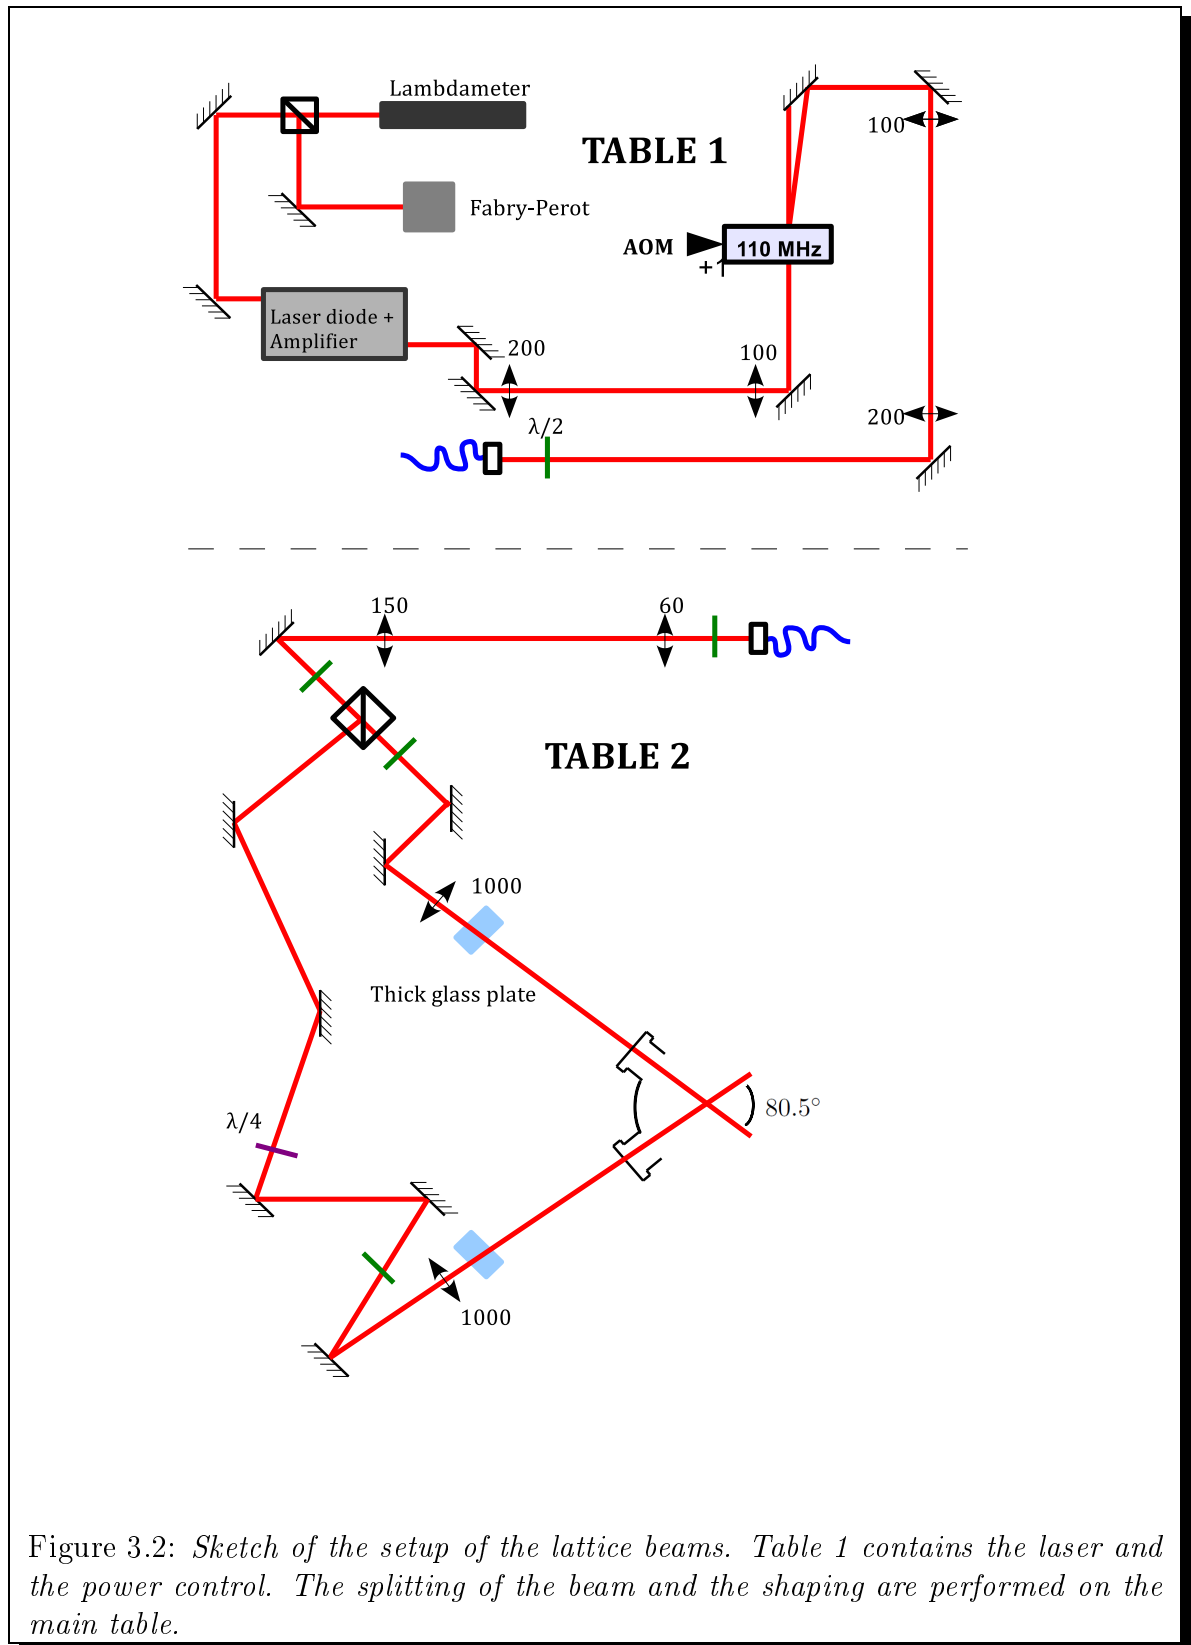 Lambdameter
TABLE 1
100
Fabry-Perot
AOM
110 MHz
+1
Laser diode +
Amplifier
200
100
200
λ/2
150
60
TABLE 2
1000
Thick glass plate
80.5°
λ/4
1000
Figure 3.2: Sketch of the setup of the lattice beams. Table 1 contains the laser and
the power control. The splitting of the beam and the shaping are performed on the
main table.